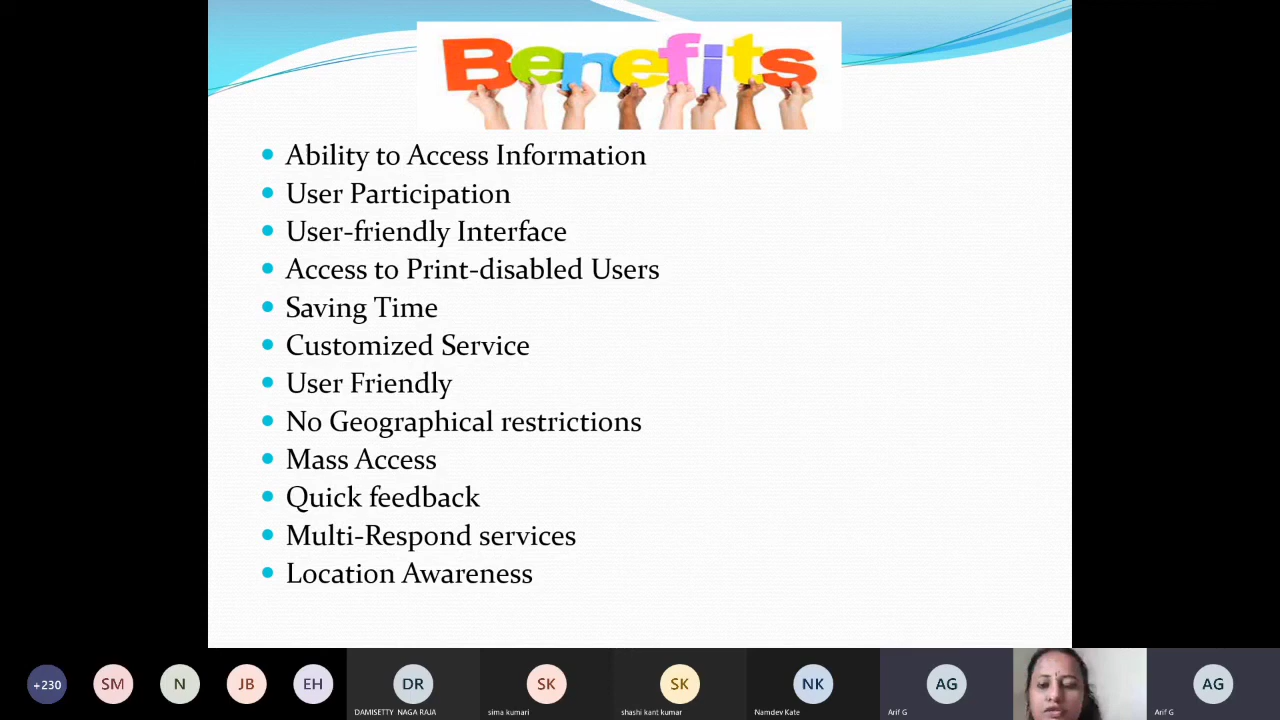 Benefits
Ability to Access Information
User Participation
User-friendly Interface
Access to Print-disabled Users
Saving Time
Customized Service
User Friendly
No Geographical restrictions
Mass Access
Quick feedback
Multi-Respond services
Location Awareness
+230 SM N JB EH DR SK SK NK AG AG
DAMISETTY NAGA RAJA sima kumari shashi kant kumar Namdev Kate Arif G Arif G